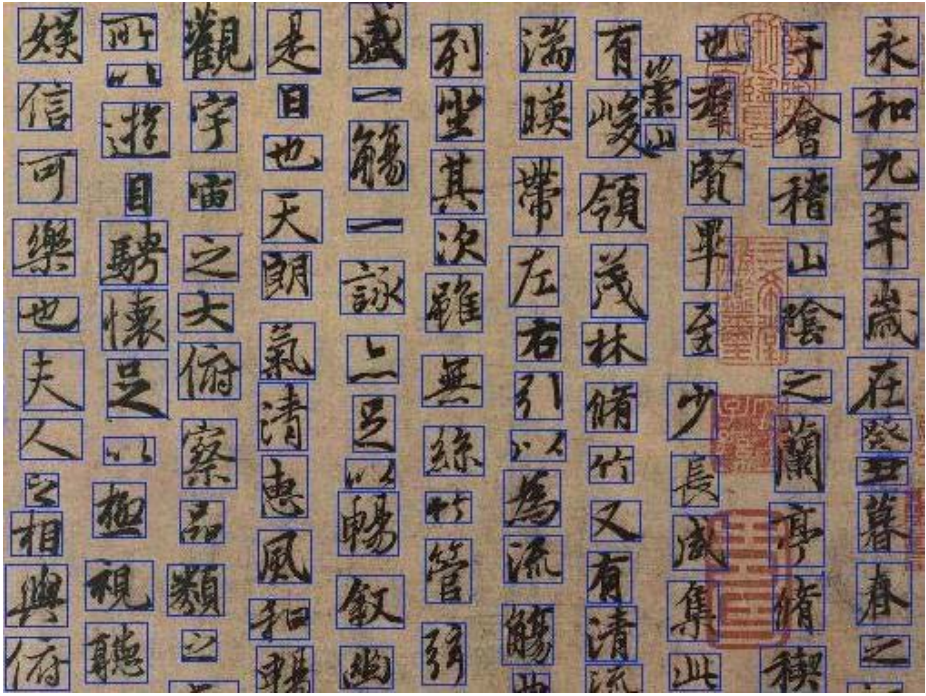 永和九年歲在癸丑暮春之
于會稽山陰之蘭亭脩稧
也羣賢畢至少長咸集此
有崇山峻領茂林脩竹又有清流
湍暎帶左右引以為流觴曲
列坐其次雖無絲竹管弦
盛一觴一詠亦足以暢叙幽
是日也天朗氣清惠風和暢
觀宇宙之大俯察品類之
所以遊目騁懷足以極視聽
娛信可樂也夫人之相與俯